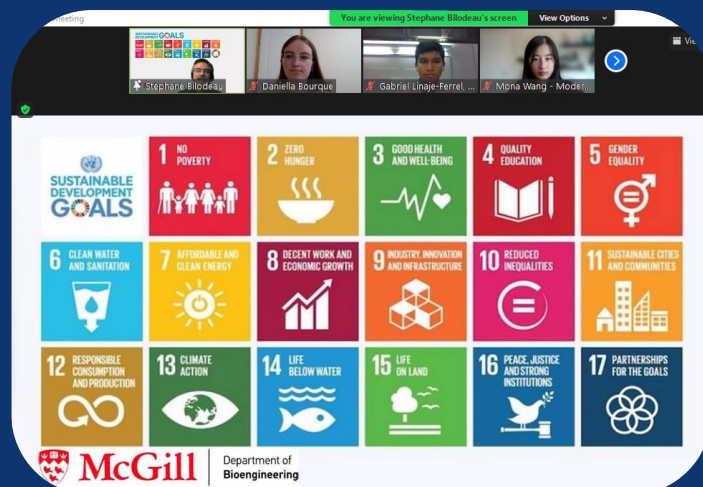 Meeting
You are viewing Stephane Bilodeau's screen View Options
SUSTAINABLE DEVELOPMENT GOALS
Stephane Bilodeau
Daniella Bourque
Gabriel Linaje-Ferrel, ...
Mona Wang - Moder...
SUSTAINABLE
DEVELOPMENT
GOALS
1 NO
POVERTY
2 ZERO
HUNGER
3 GOOD HEALTH
AND WELL-BEING
4 QUALITY
EDUCATION
5 GENDER
EQUALITY
6 CLEAN WATER
AND SANITATION
7 AFFORDABLE AND
CLEAN ENERGY
8 DECENT WORK AND
ECONOMIC GROWTH
9 INDUSTRY, INNOVATION
AND INFRASTRUCTURE
10 REDUCED
INEQUALITIES
11 SUSTAINABLE CITIES
AND COMMUNITIES
12 RESPONSIBLE
CONSUMPTION
AND PRODUCTION
13 CLIMATE
ACTION
14 LIFE
BELOW WATER
15 LIFE
ON LAND
16 PEACE, JUSTICE
AND STRONG
INSTITUTIONS
17 PARTNERSHIPS
FOR THE GOALS
McGill
Department of
Bioengineering